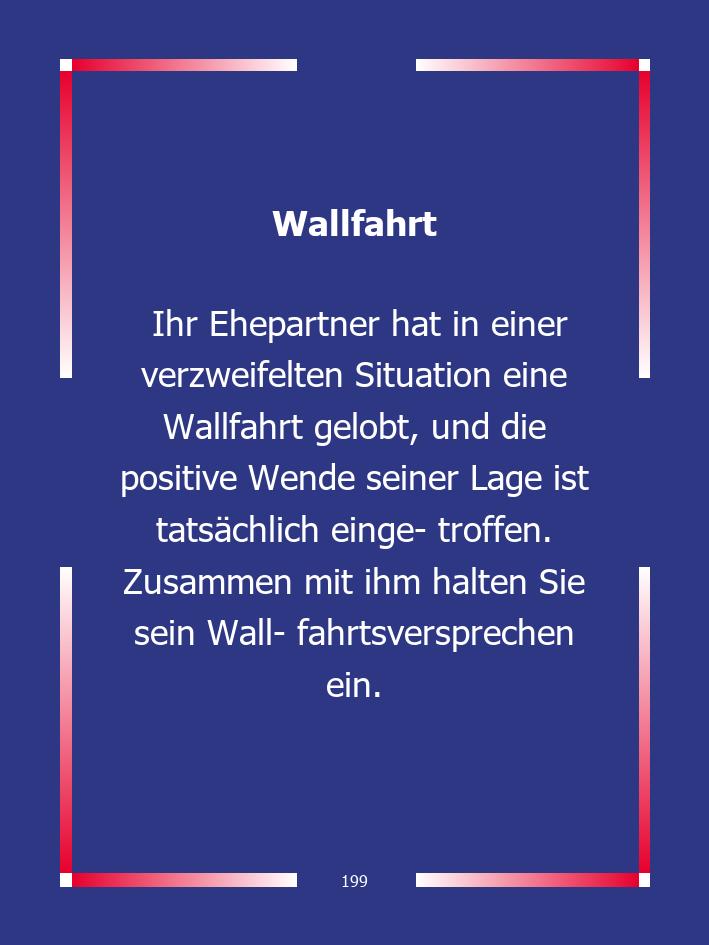 Wallfahrt
Ihr Ehepartner hat in einer
verzweifelten Situation eine
Wallfahrt gelobt, und die
positive Wende seiner Lage ist
tatsächlich einge- troffen.
Zusammen mit ihm halten Sie
sein Wall- fahrtsversprechen
ein.
199